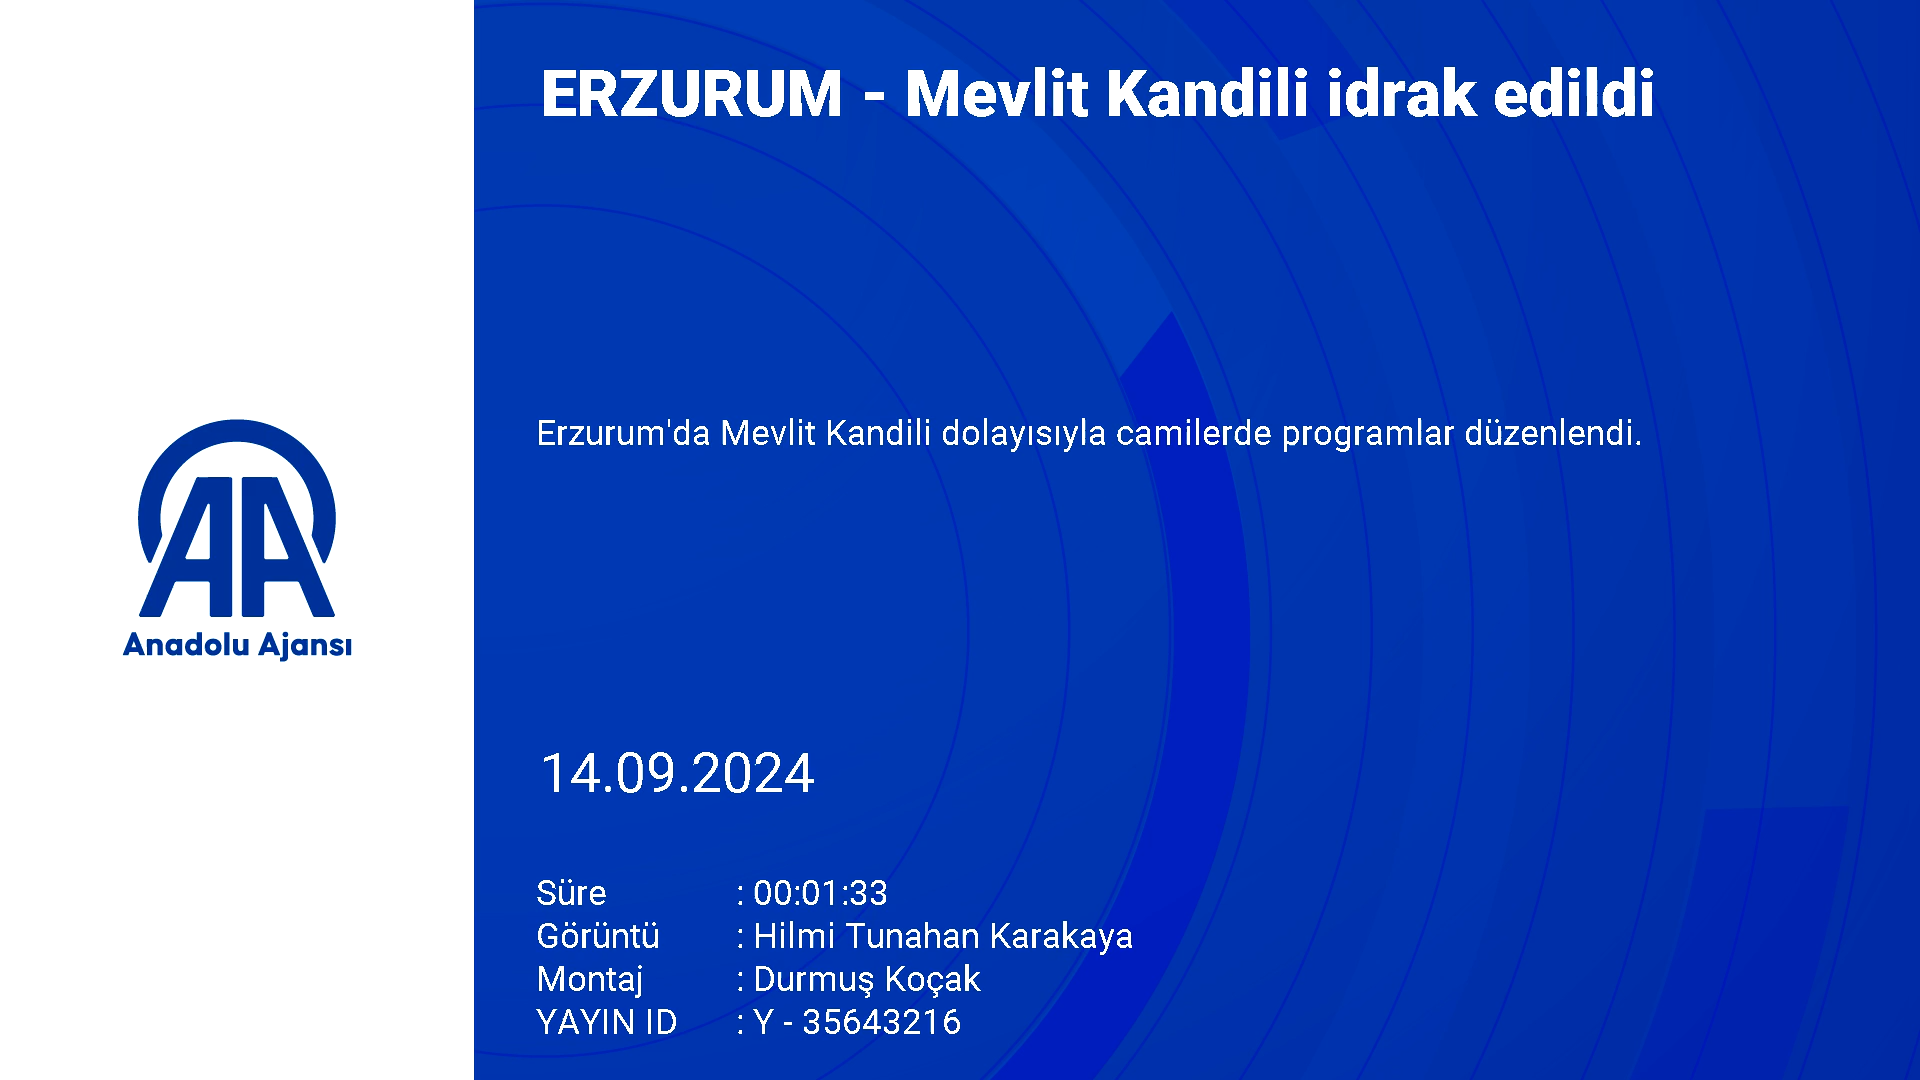 ERZURUM - Mevlit Kandili idrak edildi
Erzurum'da Mevlit Kandili dolayısıyla camilerde programlar düzenlendi.
AA
Anadolu Ajansı
14.09.2024
Süre : 00:01:33
Görüntü : Hilmi Tunahan Karakaya
Montaj : Durmuş Koçak
YAYIN ID : Y - 35643216